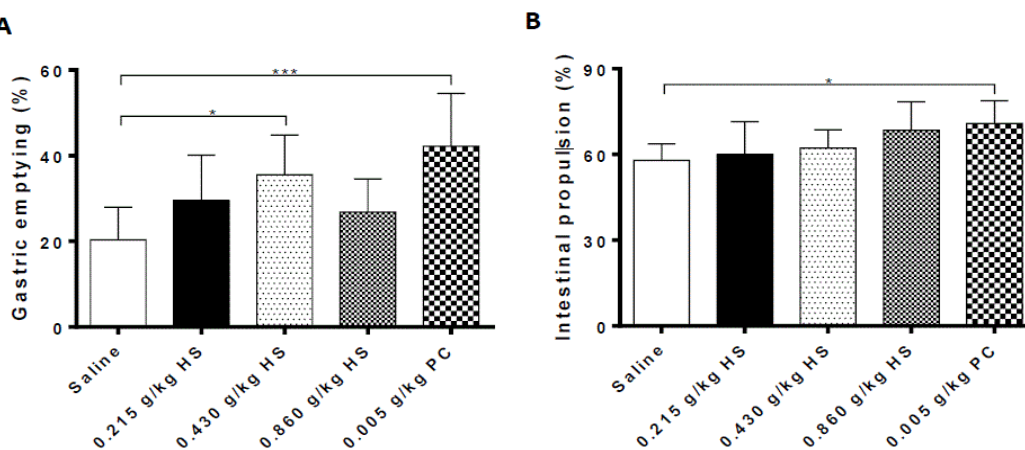 A
Gastric emptying (%)
60
40
20
0
***
*
Saline
0.215 g/kg HS
0.430 g/kg HS
0.860 g/kg HS
0.005 g/kg PC
B
Intestinal propulsion (%)
90
60
30
0
*
Saline
0.215 g/kg HS
0.430 g/kg HS
0.860 g/kg HS
0.005 g/kg PC